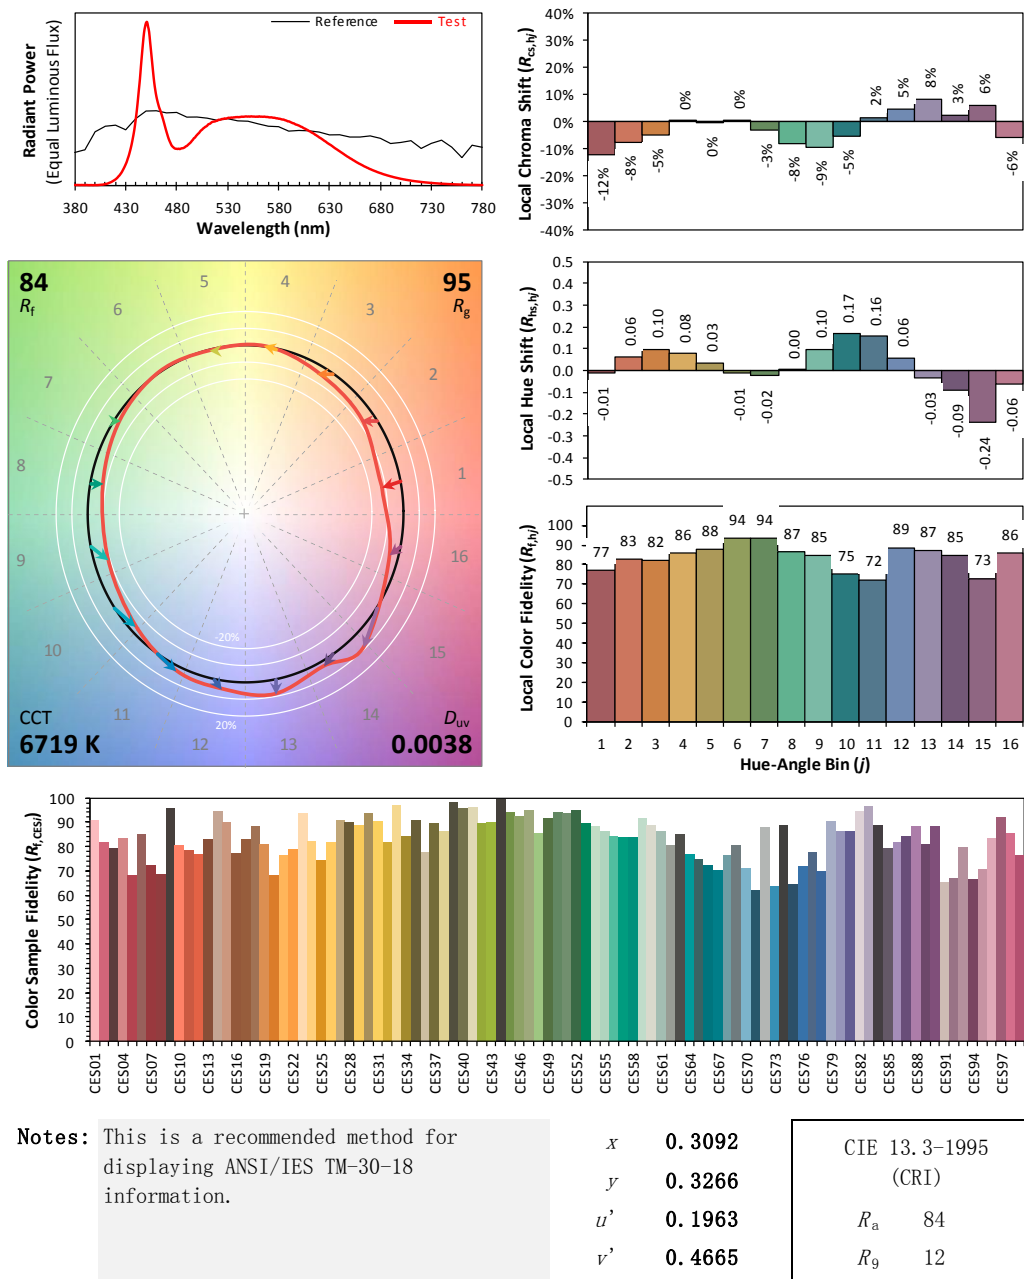 Reference
Test
Radiant Power
(Equal Luminous Flux)
380 430 480 530 580 630 680 730 780
Wavelength (nm)
Local Chroma Shift (Rcs,hj)
40%
30%
20%
10%
0%
-10%
-20%
-30%
-40%
-12% -8% -5% 0% 0% 0% -3% -8% -9% -5% 2% 5% 8% 3% 6% -6%
84
Rf
95
Rg
1
2
3
4
5
6
7
8
9
10
11
12
13
14
15
16
-20%
20%
CCT
6719 K
Duv
0.0038
Local Hue Shift (Rhs,hj)
0.5
0.4
0.3
0.2
0.1
0.0
-0.1
-0.2
-0.3
-0.4
-0.5
-0.01 0.06 0.10 0.08 0.03 -0.01 -0.02 0.00 0.10 0.17 0.16 0.06 -0.03 -0.09 -0.24 -0.06
Local Color Fidelity (Rf,hj)
100
90
80
70
60
50
40
30
20
10
0
77 83 82 86 88 94 94 87 85 75 72 89 87 85 73 86
1 2 3 4 5 6 7 8 9 10 11 12 13 14 15 16
Hue-Angle Bin (j)
Color Sample Fidelity (Rf,CESi)
100
90
80
70
60
50
40
30
20
10
0
CES01 CES04 CES07 CES10 CES13 CES16 CES19 CES22 CES25 CES28 CES31 CES34 CES37 CES40 CES43 CES46 CES49 CES52 CES55 CES58 CES61 CES64 CES67 CES70 CES73 CES76 CES79 CES82 CES85 CES88 CES91 CES94 CES97
Notes: This is a recommended method for
displaying ANSI/IES TM-30-18
information.
x 0.3092
y 0.3266
u' 0.1963
v' 0.4665
CIE 13.3-1995
(CRI)
Ra 84
R9 12